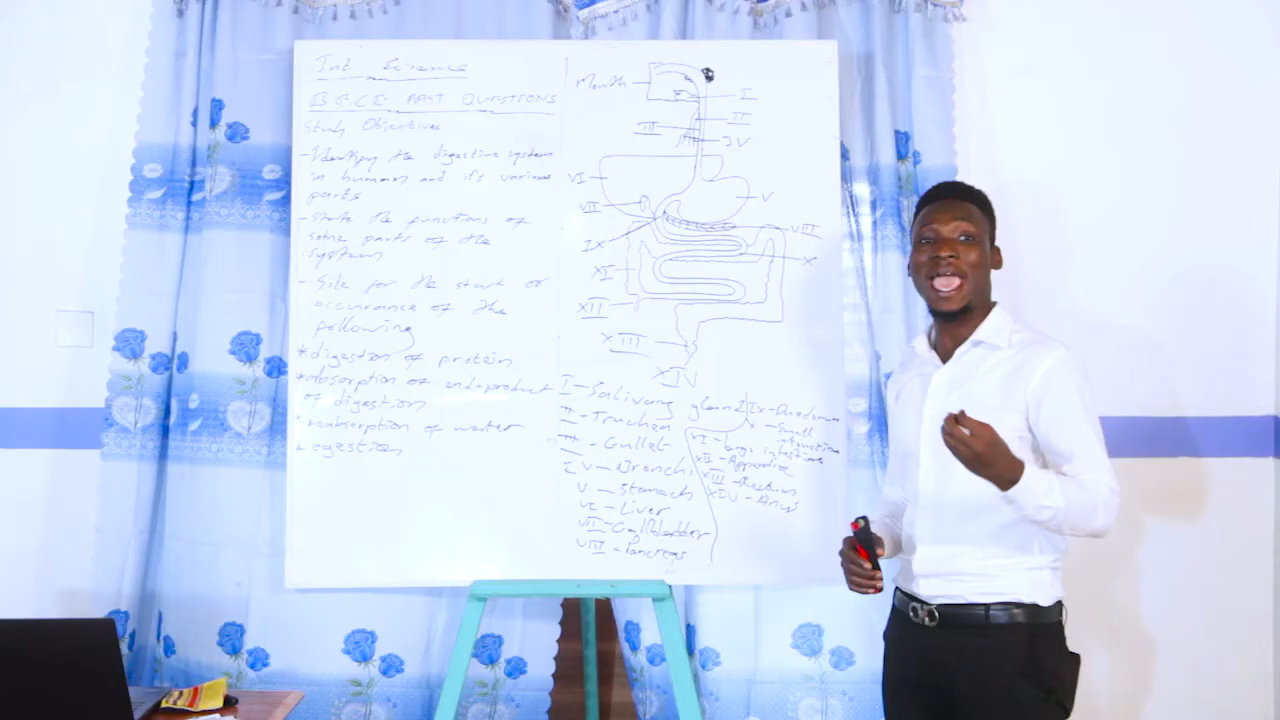 Int Science
B.E.C.E PAST QUESTIONS
Study Objectives
- Identify the digestive system
in human and it's various
parts
- State the functions of
some parts of the
system
- Site for the start or
occurance of the
following
* digestion of protein
* absorption of end-product
of digestion
* reabsorption of water
* egestion
Mouth
I
II
III
IV
VI
V
VII
VIII
IX
X
XI
XII
XIII
XIV
I - Salivary gland
II - Trachea
III - Gullet
IV - Bronchi
V - Stomach
VI - Liver
VII - Gallbladder
VIII - Pancreas
IX - Duodenum
X - Small
intestine
XI - large intestine
XII - Appendix
XIII - Rectum
XIV - Anus